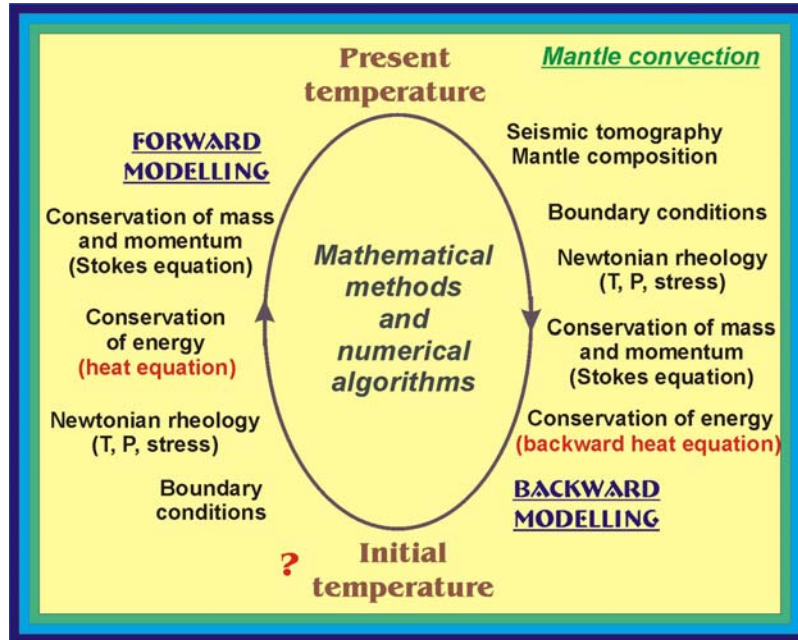 Present
temperature
Mantle convection
FORWARD
MODELLING
Conservation of mass
and momentum
(Stokes equation)
Conservation
of energy
(heat equation)
Newtonian rheology
(T, P, stress)
Boundary
conditions
Mathematical
methods
and
numerical
algorithms
Seismic tomography
Mantle composition
Boundary conditions
Newtonian rheology
(T, P, stress)
Conservation of mass
and momentum
(Stokes equation)
Conservation of energy
(backward heat equation)
BACKWARD
MODELLING
? Initial
temperature